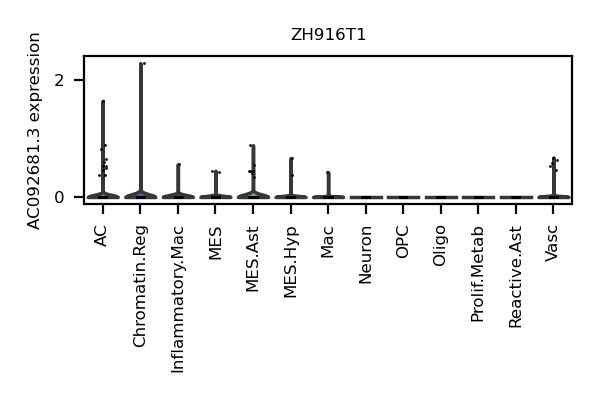 ZH916T1
AC092681.3 expression
2
0
AC
Chromatin.Reg
Inflammatory.Mac
MES
MES.Ast
MES.Hyp
Mac
Neuron
OPC
Oligo
Prolif.Metab
Reactive.Ast
Vasc